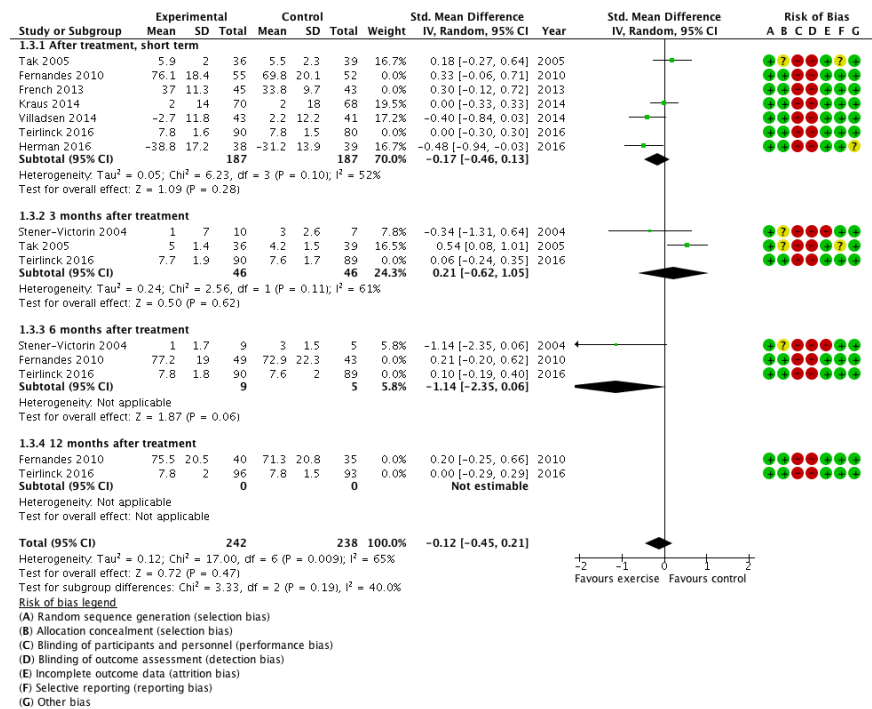 Experimental Control Std. Mean Difference Std. Mean Difference Risk of Bias
Study or Subgroup Mean SD Total Mean SD Total Weight IV, Random, 95% CI Year IV, Random, 95% CI A B C D E F G
1.3.1 After treatment, short term
Tak 2005 5.9 2 36 5.5 2.3 39 16.7% 0.18 [-0.27, 0.64] 2005 + ? - - + ? +
Fernandes 2010 76.1 18.4 55 69.8 20.1 52 0.0% 0.33 [-0.06, 0.71] 2010 + + - - + + +
French 2013 37 11.3 45 33.8 9.7 43 0.0% 0.30 [-0.12, 0.72] 2013 + + - - + + +
Kraus 2014 2 14 70 2 18 68 19.5% 0.00 [-0.33, 0.33] 2014 + + - - + + +
Villadsen 2014 -2.7 11.8 43 2.2 12.2 41 17.2% -0.40 [-0.84, 0.03] 2014 + + - - + + +
Teirlinck 2016 7.8 1.6 90 7.8 1.5 80 0.0% 0.00 [-0.30, 0.30] 2016 + + - - + + +
Herman 2016 -38.8 17.2 38 -31.2 13.9 39 16.7% -0.48 [-0.94, -0.03] 2016 + + - - + + ?
Subtotal (95% CI) 187 187 70.0% -0.17 [-0.46, 0.13]
Heterogeneity: Tau² = 0.05; Chi² = 6.23, df = 3 (P = 0.10); I² = 52%
Test for overall effect: Z = 1.09 (P = 0.28)
1.3.2 3 months after treatment
Stener-Victorin 2004 1 7 10 3 2.6 7 7.8% -0.34 [-1.31, 0.64] 2004 + ? - - - + +
Tak 2005 5 1.4 36 4.2 1.5 39 16.5% 0.54 [0.08, 1.01] 2005 + ? - - + ? +
Teirlinck 2016 7.7 1.9 90 7.6 1.7 89 0.0% 0.06 [-0.24, 0.35] 2016 + + - - + + +
Subtotal (95% CI) 46 46 24.3% 0.21 [-0.62, 1.05]
Heterogeneity: Tau² = 0.24; Chi² = 2.56, df = 1 (P = 0.11); I² = 61%
Test for overall effect: Z = 0.50 (P = 0.62)
1.3.3 6 months after treatment
Stener-Victorin 2004 1 1.7 9 3 1.5 5 5.8% -1.14 [-2.35, 0.06] 2004 + ? - - - + +
Fernandes 2010 77.2 19 49 72.9 22.3 43 0.0% 0.21 [-0.20, 0.62] 2010 + + - - + + +
Teirlinck 2016 7.8 1.8 90 7.6 2 89 0.0% 0.10 [-0.19, 0.40] 2016 + + - - + + +
Subtotal (95% CI) 9 5 5.8% -1.14 [-2.35, 0.06]
Heterogeneity: Not applicable
Test for overall effect: Z = 1.87 (P = 0.06)
1.3.4 12 months after treatment
Fernandes 2010 75.5 20.5 40 71.3 20.8 35 0.0% 0.20 [-0.25, 0.66] 2010 + + - - + + +
Teirlinck 2016 7.8 2 96 7.8 1.5 93 0.0% 0.00 [-0.29, 0.29] 2016 + + - - + + +
Subtotal (95% CI) 0 0 Not estimable
Heterogeneity: Not applicable
Test for overall effect: Not applicable
Total (95% CI) 242 238 100.0% -0.12 [-0.45, 0.21]
Heterogeneity: Tau² = 0.12; Chi² = 17.00, df = 6 (P = 0.009); I² = 65%
Test for overall effect: Z = 0.72 (P = 0.47)
Test for subgroup differences: Chi² = 3.33, df = 2 (P = 0.19), I² = 40.0%
-2 -1 0 1 2
Favours exercise Favours control
Risk of bias legend
(A) Random sequence generation (selection bias)
(B) Allocation concealment (selection bias)
(C) Blinding of participants and personnel (performance bias)
(D) Blinding of outcome assessment (detection bias)
(E) Incomplete outcome data (attrition bias)
(F) Selective reporting (reporting bias)
(G) Other bias